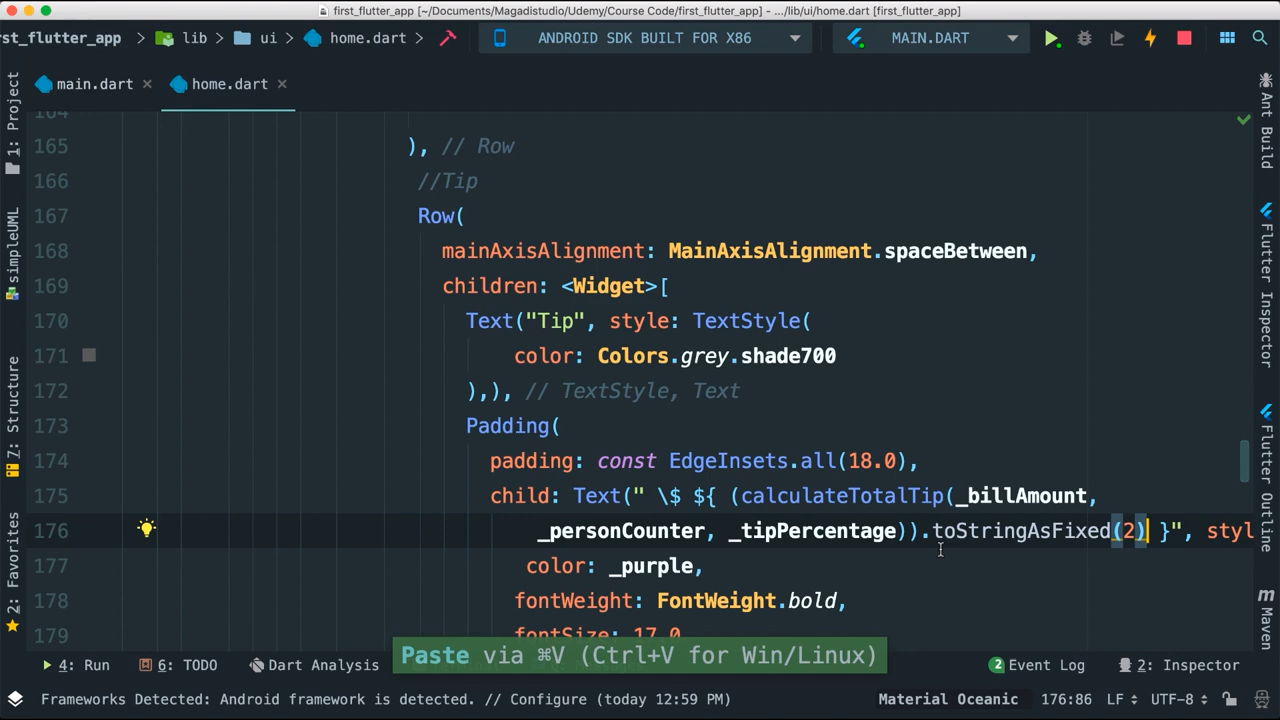 first_flutter_app [~/Documents/Magadistudio/Udemy/Course Code/first_flutter_app] - .../lib/ui/home.dart [first_flutter_app]
rst_flutter_app lib ui home.dart ANDROID SDK BUILT FOR X86 MAIN.DART
main.dart home.dart
1: Project
simpleUML
7: Structure
2: Favorites
164
165 ), // Row
166 //Tip
167 Row(
168 mainAxisAlignment: MainAxisAlignment.spaceBetween,
169 children: <Widget>[
170 Text("Tip", style: TextStyle(
171 color: Colors.grey.shade700
172 ),), // TextStyle, Text
173 Padding(
174 padding: const EdgeInsets.all(18.0),
175 child: Text(" \$ ${ (calculateTotalTip(_billAmount,
176 _personCounter, _tipPercentage)).toStringAsFixed(2) }", styl
177 color: _purple,
178 fontWeight: FontWeight.bold,
179 fontSize: 17.0
Ant Build
Flutter Inspector
Flutter Outline
m Maven
Paste via ⌘V (Ctrl+V for Win/Linux)
4: Run 6: TODO Dart Analysis 2 Event Log 2: Inspector
Frameworks Detected: Android framework is detected. // Configure (today 12:59 PM) Material Oceanic 176:86 LF UTF-8